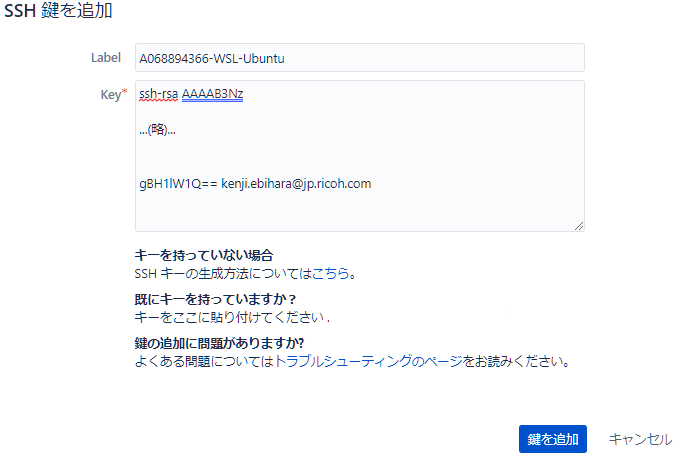 SSH 鍵を追加
Label A068894366-WSL-Ubuntu
Key* ssh-rsa AAAAB3Nz
...(略)...
gBH1lW1Q== kenji.ebihara@jp.ricoh.com
キーを持っていない場合
SSH キーの生成方法についてはこちら。
既にキーを持っていますか？
キーをここに貼り付けてください .
鍵の追加に問題がありますか?
よくある問題についてはトラブルシューティングのページをお読みください。
鍵を追加 キャンセル